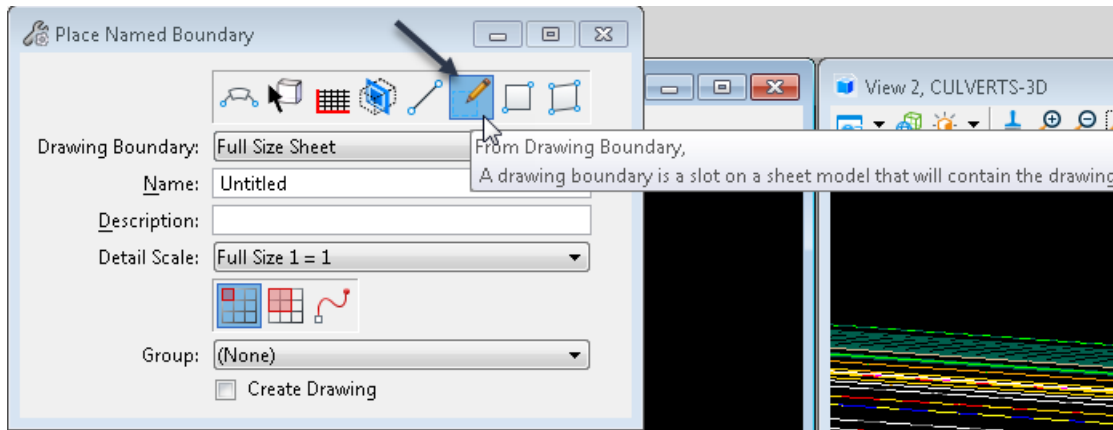 Place Named Boundary
View 2, CULVERTS-3D
Drawing Boundary: Full Size Sheet
From Drawing Boundary,
A drawing boundary is a slot on a sheet model that will contain the drawing
Name: Untitled
Description:
Detail Scale: Full Size 1 = 1
Group: (None)
Create Drawing